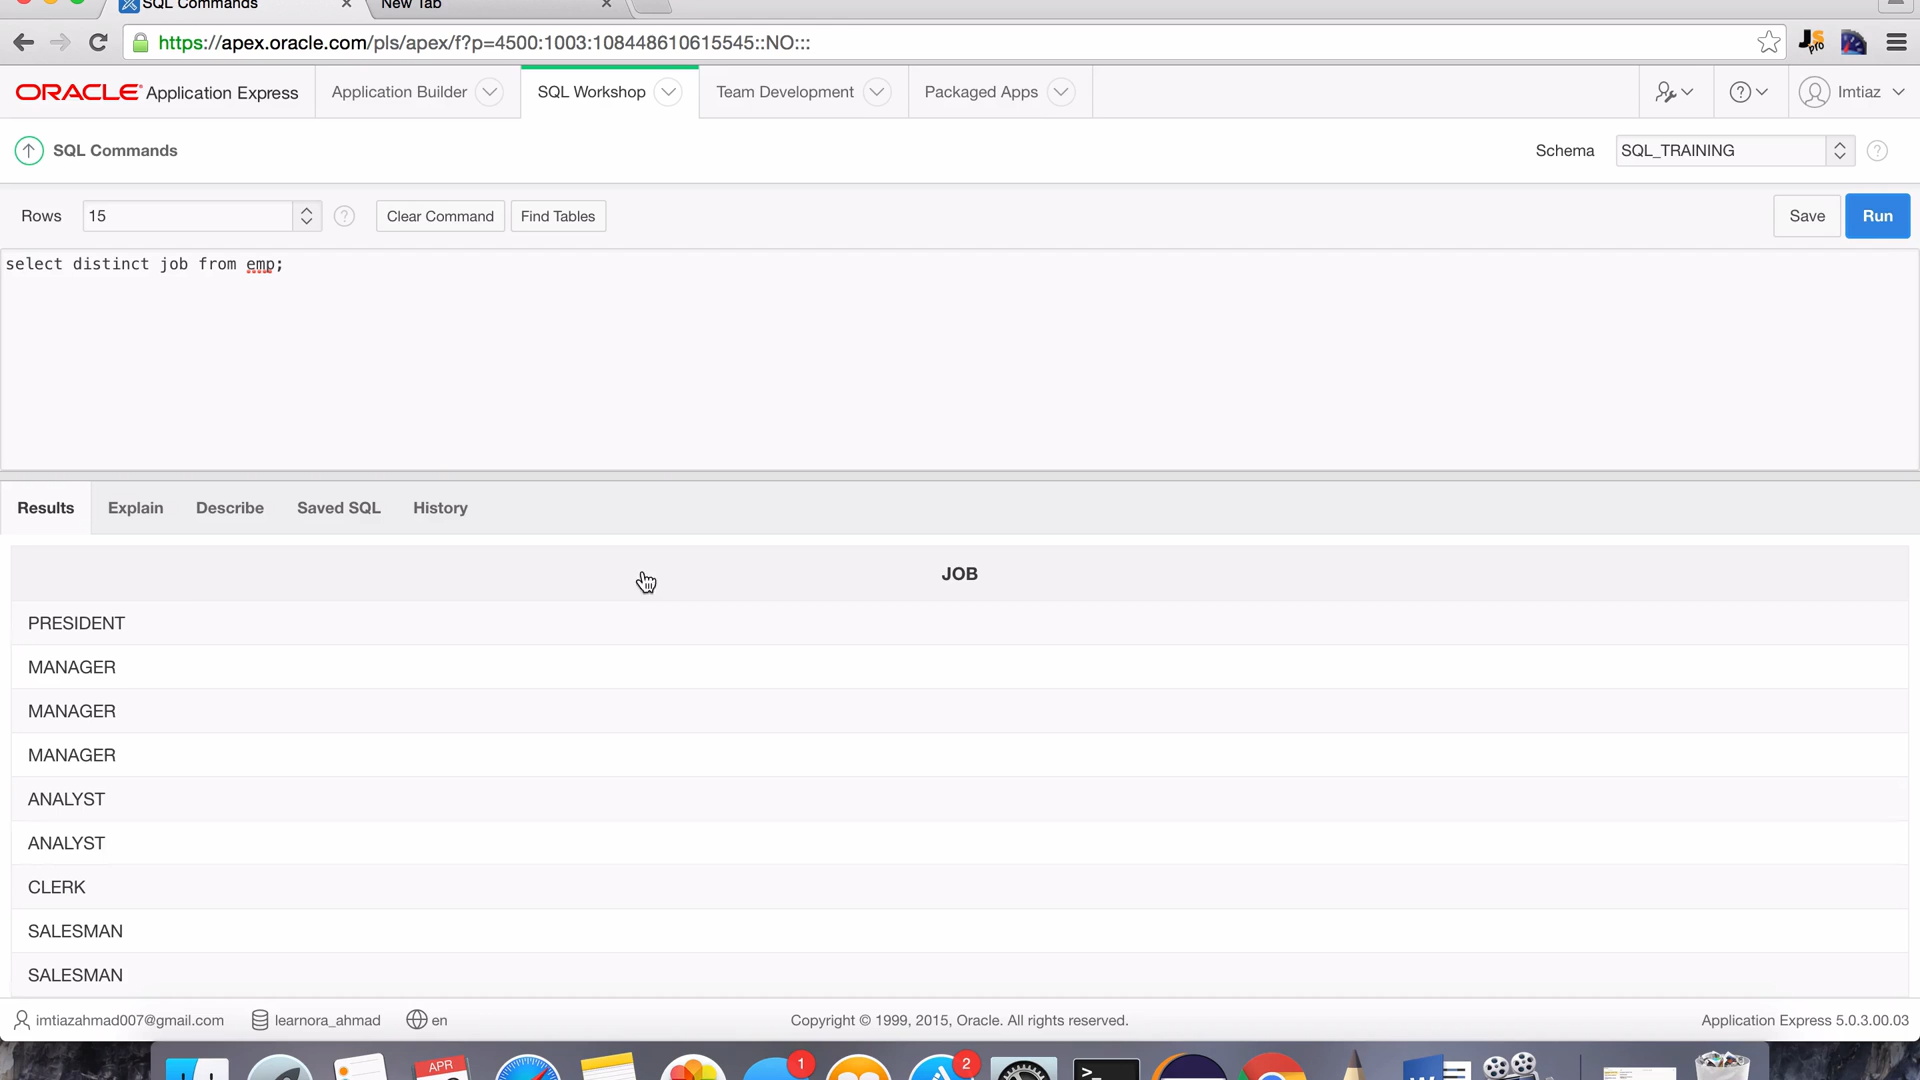 SQL Commands
New Tab
https://apex.oracle.com/pls/apex/f?p=4500:1003:108448610615545::NO:::
JS
pro
ORACLE Application Express
Application Builder
SQL Workshop
Team Development
Packaged Apps
Imtiaz
SQL Commands
Schema
SQL_TRAINING
Rows
15
Clear Command
Find Tables
Save
Run
select distinct job from emp;
Results
Explain
Describe
Saved SQL
History
JOB
PRESIDENT
MANAGER
MANAGER
MANAGER
ANALYST
ANALYST
CLERK
SALESMAN
SALESMAN
imtiazahmad007@gmail.com
learnora_ahmad
en
Copyright © 1999, 2015, Oracle. All rights reserved.
Application Express 5.0.3.00.03
APR
1
2
>_
W